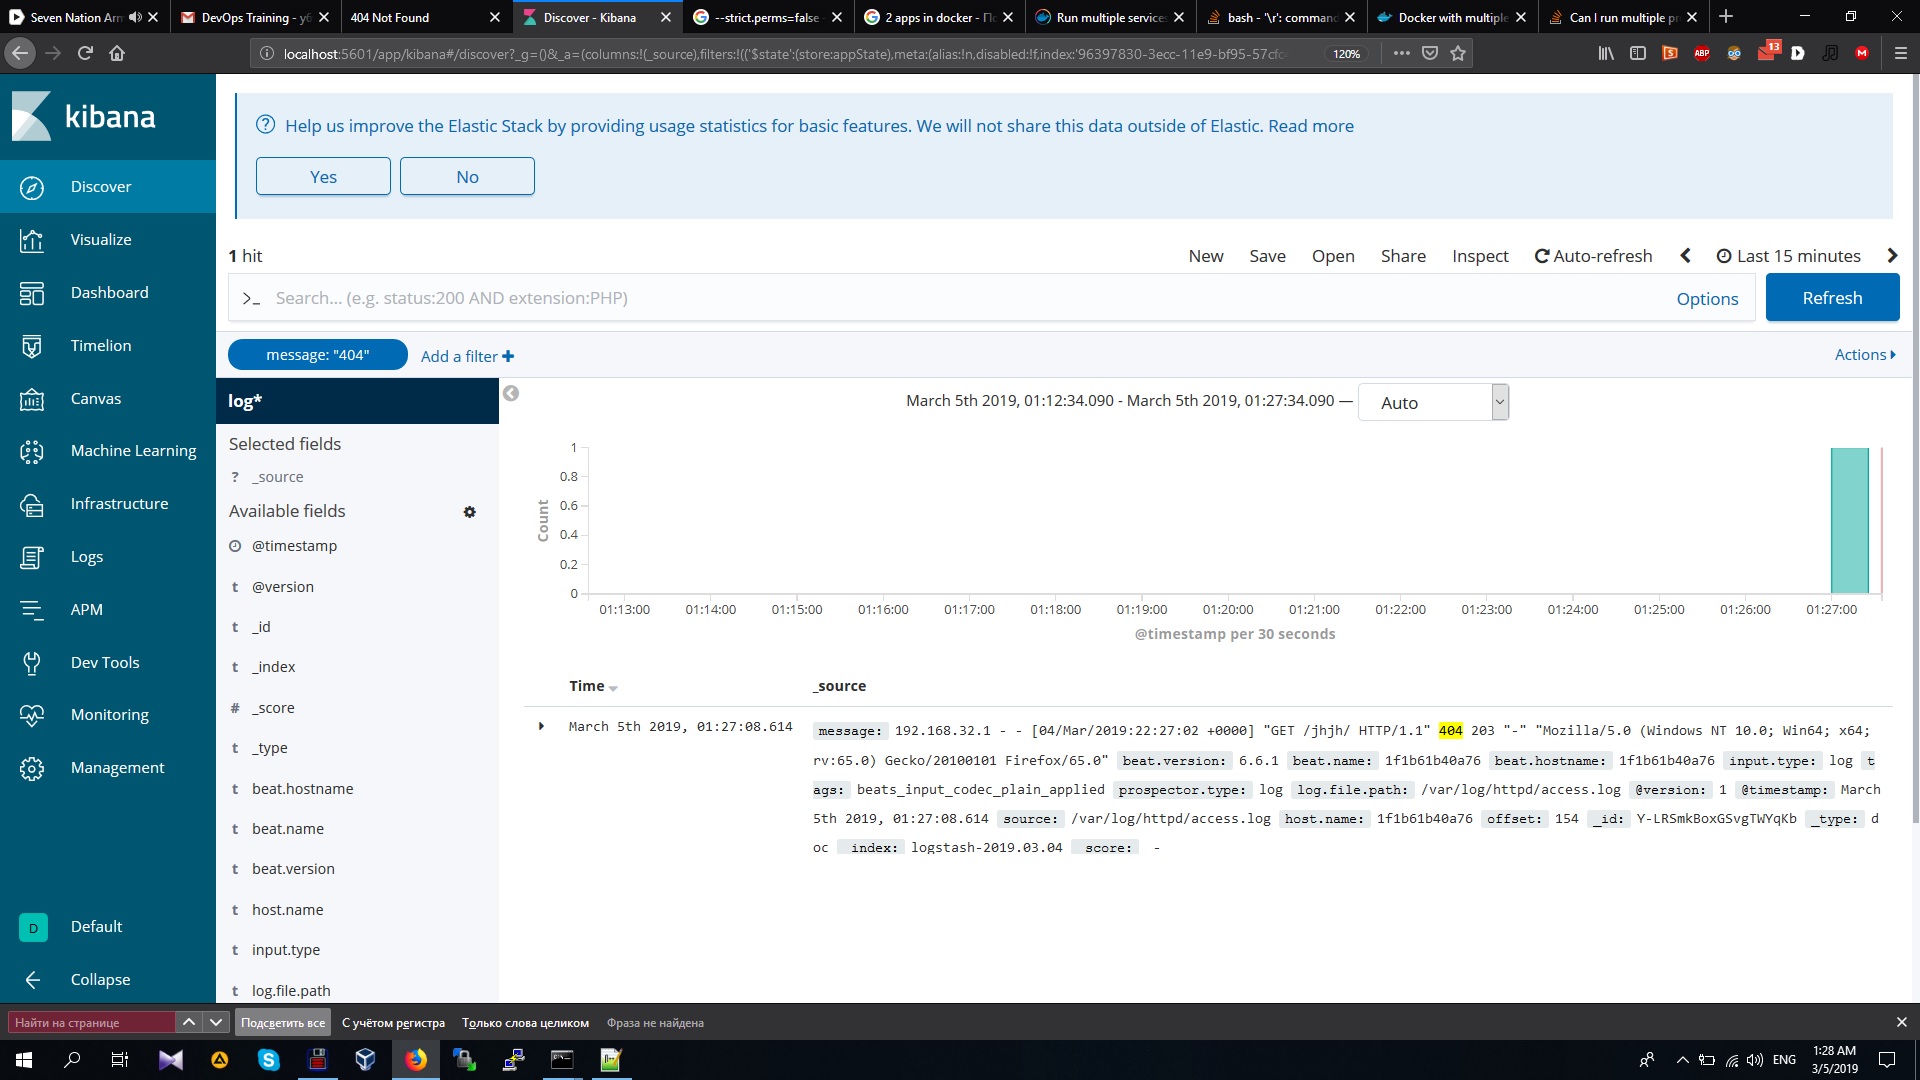 Seven Nation Arm
DevOps Training - уб
404 Not Found
Discover - Kibana
--strict.perms=false -
2 apps in docker - По
Run multiple services
bash - '\r': command
Docker with multiple
Can I run multiple pr
localhost:5601/app/kibana#/discover?_g=()&_a=(columns:!(_source),filters:!(('$state':(store:appState),meta:(alias:!n,disabled:!f,index:'96397830-3ecc-11e9-bf95-57cfc
120%
ABP
13
kibana
Help us improve the Elastic Stack by providing usage statistics for basic features. We will not share this data outside of Elastic. Read more
Yes
No
Discover
Visualize
Dashboard
Timelion
Canvas
Machine Learning
Infrastructure
Logs
APM
Dev Tools
Monitoring
Management
D Default
Collapse
1 hit
New Save Open Share Inspect Auto-refresh Last 15 minutes
>_ Search... (e.g. status:200 AND extension:PHP)
Options
Refresh
message: "404"
Add a filter
Actions
log*
Selected fields
? _source
Available fields
@timestamp
t @version
t _id
t _index
# _score
t _type
t beat.hostname
t beat.name
t beat.version
t host.name
t input.type
t log.file.path
March 5th 2019, 01:12:34.090 - March 5th 2019, 01:27:34.090 —
Auto
Count
1
0.8
0.6
0.4
0.2
0
01:13:00 01:14:00 01:15:00 01:16:00 01:17:00 01:18:00 01:19:00 01:20:00 01:21:00 01:22:00 01:23:00 01:24:00 01:25:00 01:26:00 01:27:00
@timestamp per 30 seconds
Time
_source
March 5th 2019, 01:27:08.614
message: 192.168.32.1 - - [04/Mar/2019:22:27:02 +0000] "GET /jhjh/ HTTP/1.1" 404 203 "-" "Mozilla/5.0 (Windows NT 10.0; Win64; x64;
rv:65.0) Gecko/20100101 Firefox/65.0" beat.version: 6.6.1 beat.name: 1f1b61b40a76 beat.hostname: 1f1b61b40a76 input.type: log t
ags: beats_input_codec_plain_applied prospector.type: log log.file.path: /var/log/httpd/access.log @version: 1 @timestamp: March
5th 2019, 01:27:08.614 source: /var/log/httpd/access.log host.name: 1f1b61b40a76 offset: 154 _id: Y-LRSmkBoxGSvgTWYqKb _type: d
oc _index: logstash-2019.03.04 _score: -
Найти на странице
Подсветить все
С учётом регистра
Только слова целиком
Фраза не найдена
ENG
1:28 AM
3/5/2019